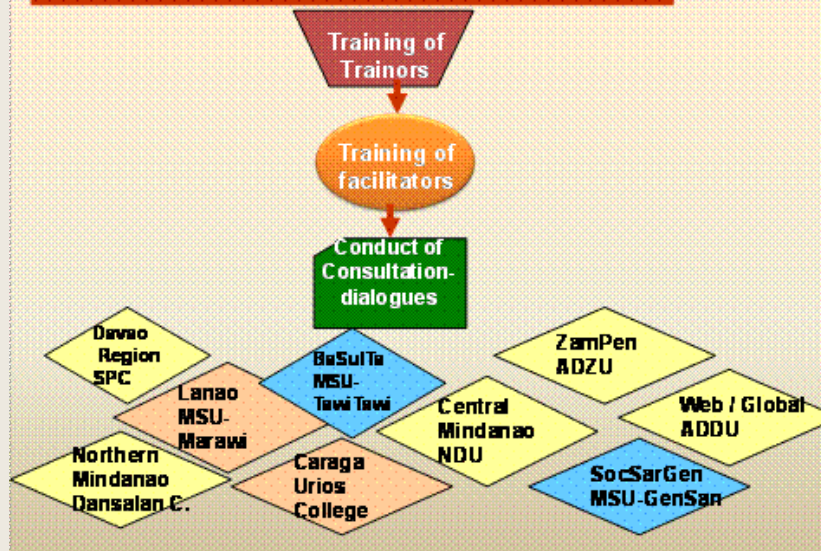 Training of
Trainors
Training of
facilitators
Conduct of
Consultation-
dialogues
Davao
Region
SPC
Lanao
MSU-
Marawi
BaSulTa
MSU-
Tawi Tawi
ZamPen
ADZU
Central
Mindanao
NDU
Web / Global
ADDU
Northern
Mindanao
Dansalan C.
Caraga
Urios
College
SocSarGen
MSU-GenSan